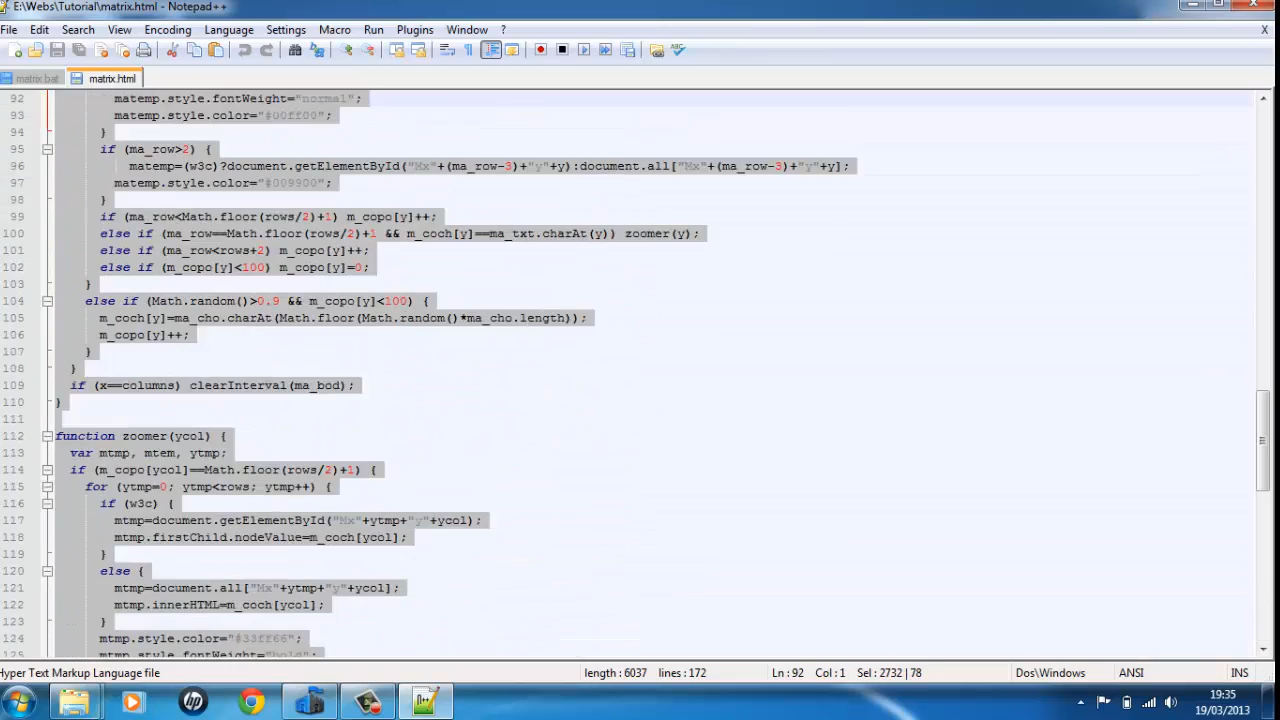 E:\Webs\Tutorial\matrix.html - Notepad++
File Edit Search View Encoding Language Settings Macro Run Plugins Window ? X
matrix.bat matrix.html
92 matemp.style.fontWeight="normal";
93 matemp.style.color="#00ff00";
94 }
95 if (ma_row>2) {
96 matemp=(w3c)?document.getElementById("Mx"+(ma_row-3)+"y"+y):document.all["Mx"+(ma_row-3)+"y"+y];
97 matemp.style.color="#009900";
98 }
99 if (ma_row<Math.floor(rows/2)+1) m_copo[y]++;
100 else if (ma_row==Math.floor(rows/2)+1 && m_coch[y]==ma_txt.charAt(y)) zoomer(y);
101 else if (ma_row<rows+2) m_copo[y]++;
102 else if (m_copo[y]<100) m_copo[y]=0;
103 }
104 else if (Math.random()>0.9 && m_copo[y]<100) {
105 m_coch[y]=ma_cho.charAt(Math.floor(Math.random()*ma_cho.length));
106 m_copo[y]++;
107 }
108 }
109 if (x==columns) clearInterval(ma_bod);
110 }
111
112 function zoomer(ycol) {
113 var mtmp, mtem, ytmp;
114 if (m_copo[ycol]==Math.floor(rows/2)+1) {
115 for (ytmp=0; ytmp<rows; ytmp++) {
116 if (w3c) {
117 mtmp=document.getElementById("Mx"+ytmp+"y"+ycol);
118 mtmp.firstChild.nodeValue=m_coch[ycol];
119 }
120 else {
121 mtmp=document.all["Mx"+ytmp+"y"+ycol];
122 mtmp.innerHTML=m_coch[ycol];
123 }
124 mtmp.style.color="#33ff66";
125 mtmp.style.fontWeight="bold";
Hyper Text Markup Language file length : 6037 lines : 172 Ln : 92 Col : 1 Sel : 2732 | 78 Dos\Windows ANSI INS
19:35
19/03/2013